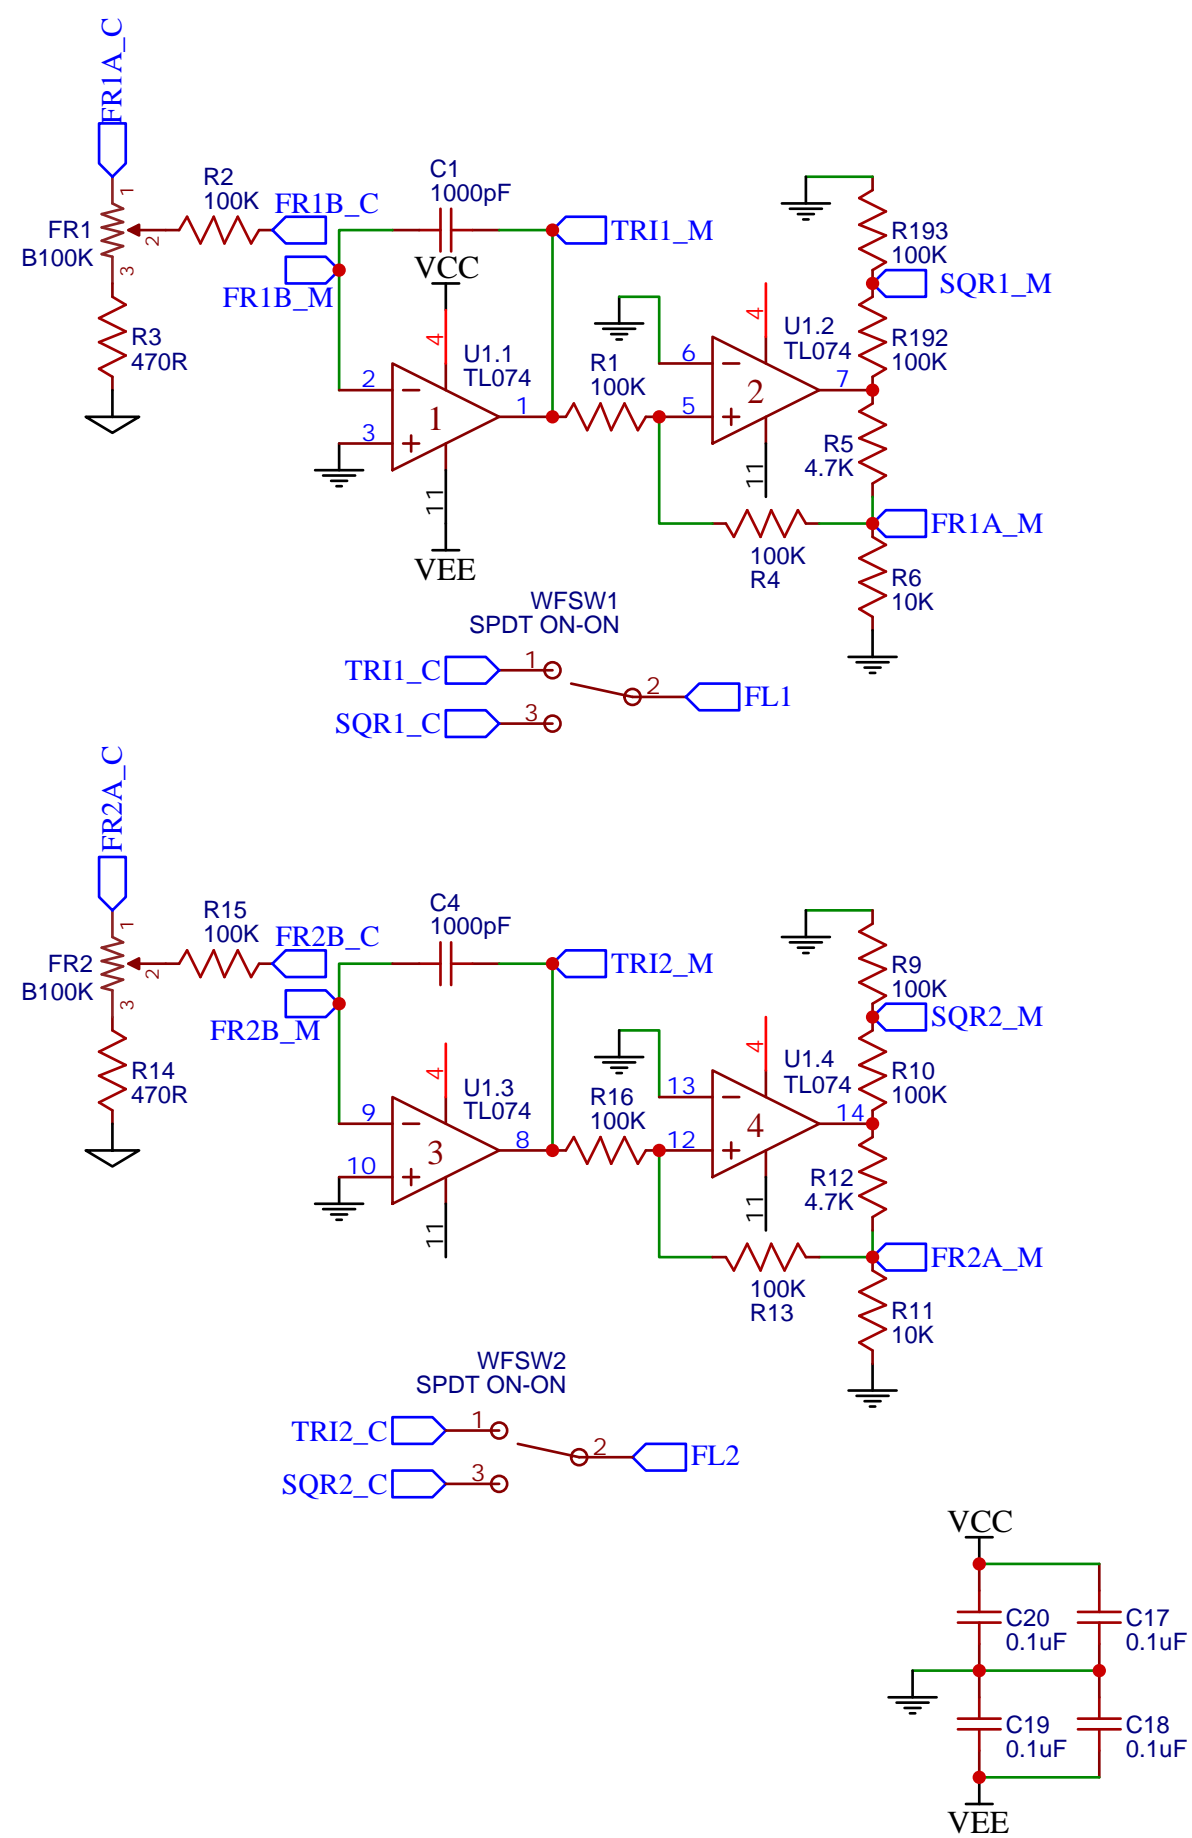 FR1A_C
1
FR1
B100K
2
3
R2
100K
FR1B_C
R3
470R
C1
1000pF
TRI1_M
FR1B_M
VCC
4
U1.1
TL074
2
3
1
1
11
VEE
R1
100K
4
U1.2
TL074
6
5
2
7
11
R193
100K
SQR1_M
R192
100K
R5
4.7K
FR1A_M
100K
R4
R6
10K
WFSW1
SPDT ON-ON
TRI1_C
1
2
FL1
SQR1_C
3
FR2A_C
1
FR2
B100K
2
3
R15
100K
FR2B_C
R14
470R
C4
1000pF
TRI2_M
FR2B_M
4
U1.3
TL074
9
10
3
8
11
R16
100K
4
U1.4
TL074
13
12
4
14
11
R9
100K
SQR2_M
R10
100K
R12
4.7K
FR2A_M
100K
R13
R11
10K
WFSW2
SPDT ON-ON
TRI2_C
1
2
FL2
SQR2_C
3
VCC
C20
0.1uF
C17
0.1uF
C19
0.1uF
C18
0.1uF
VEE